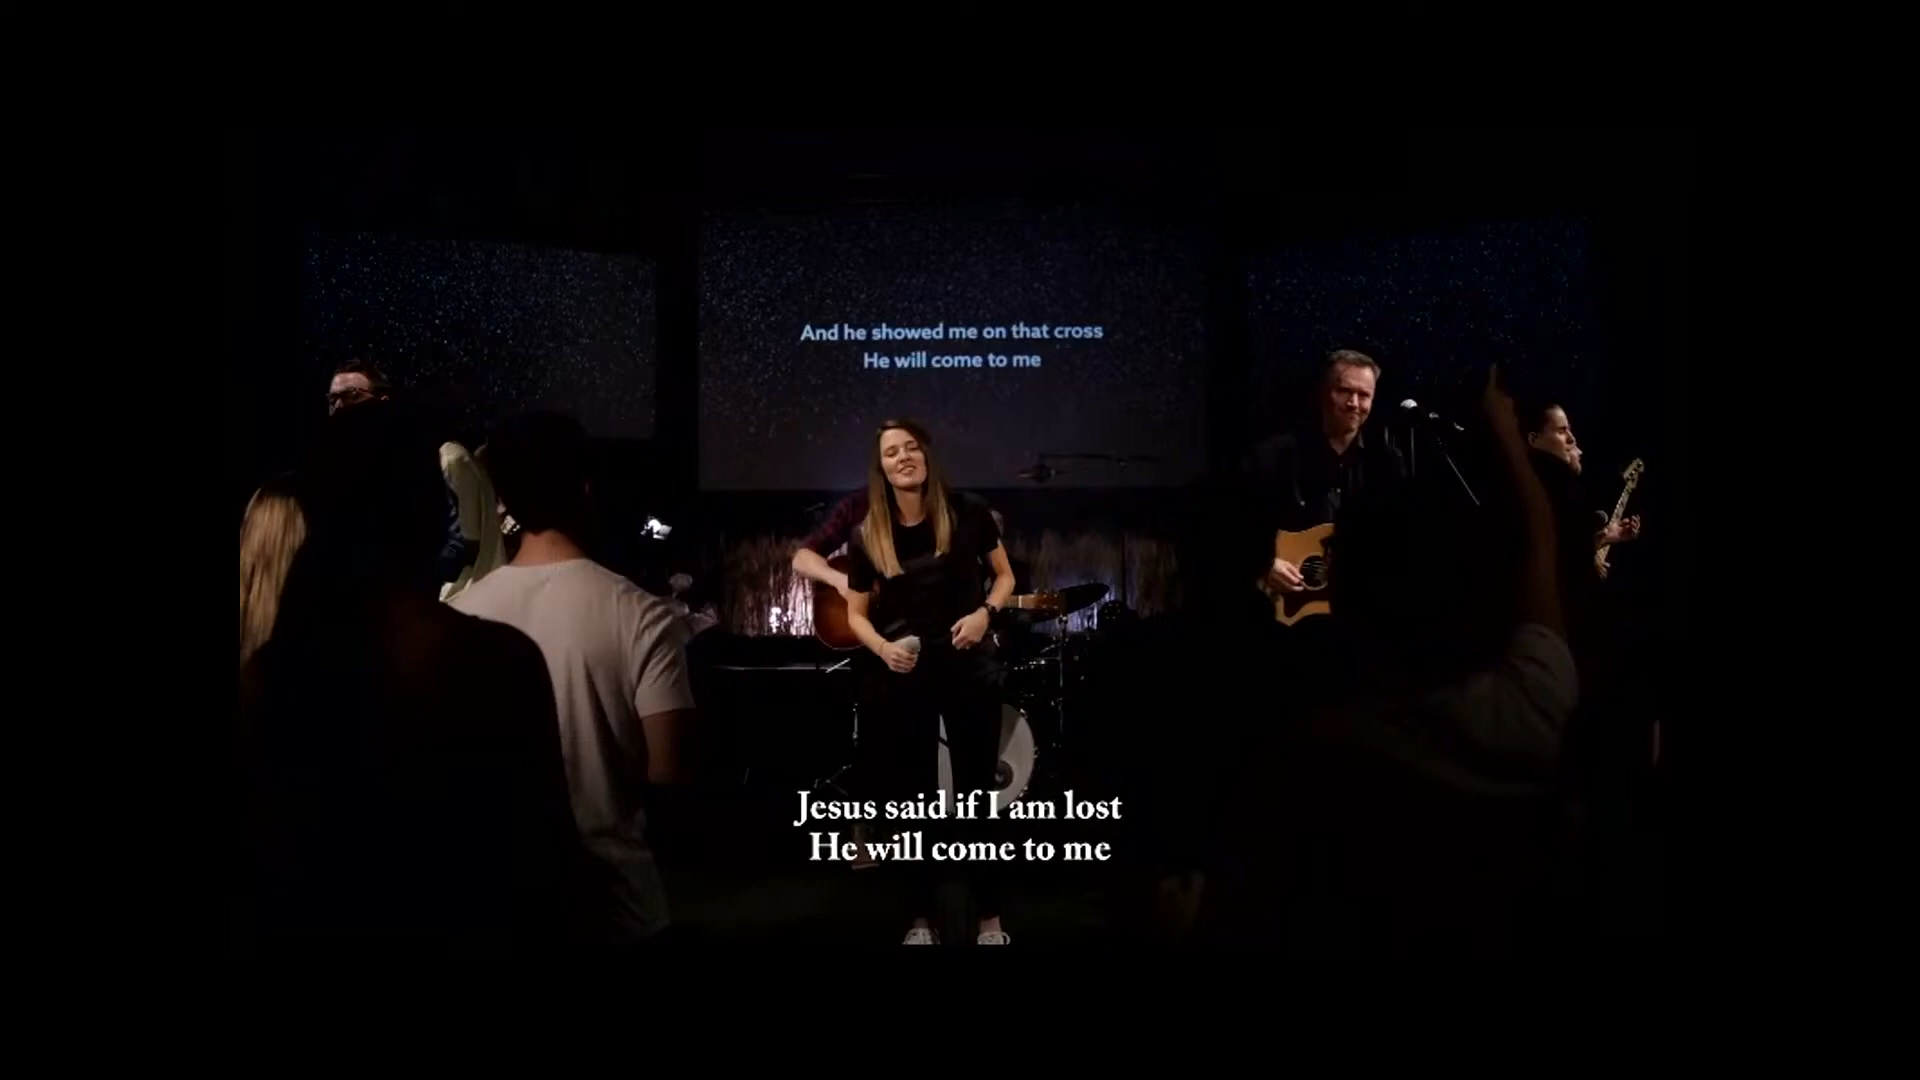 And he showed me on that cross
He will come to me
Jesus said if I am lost
He will come to me